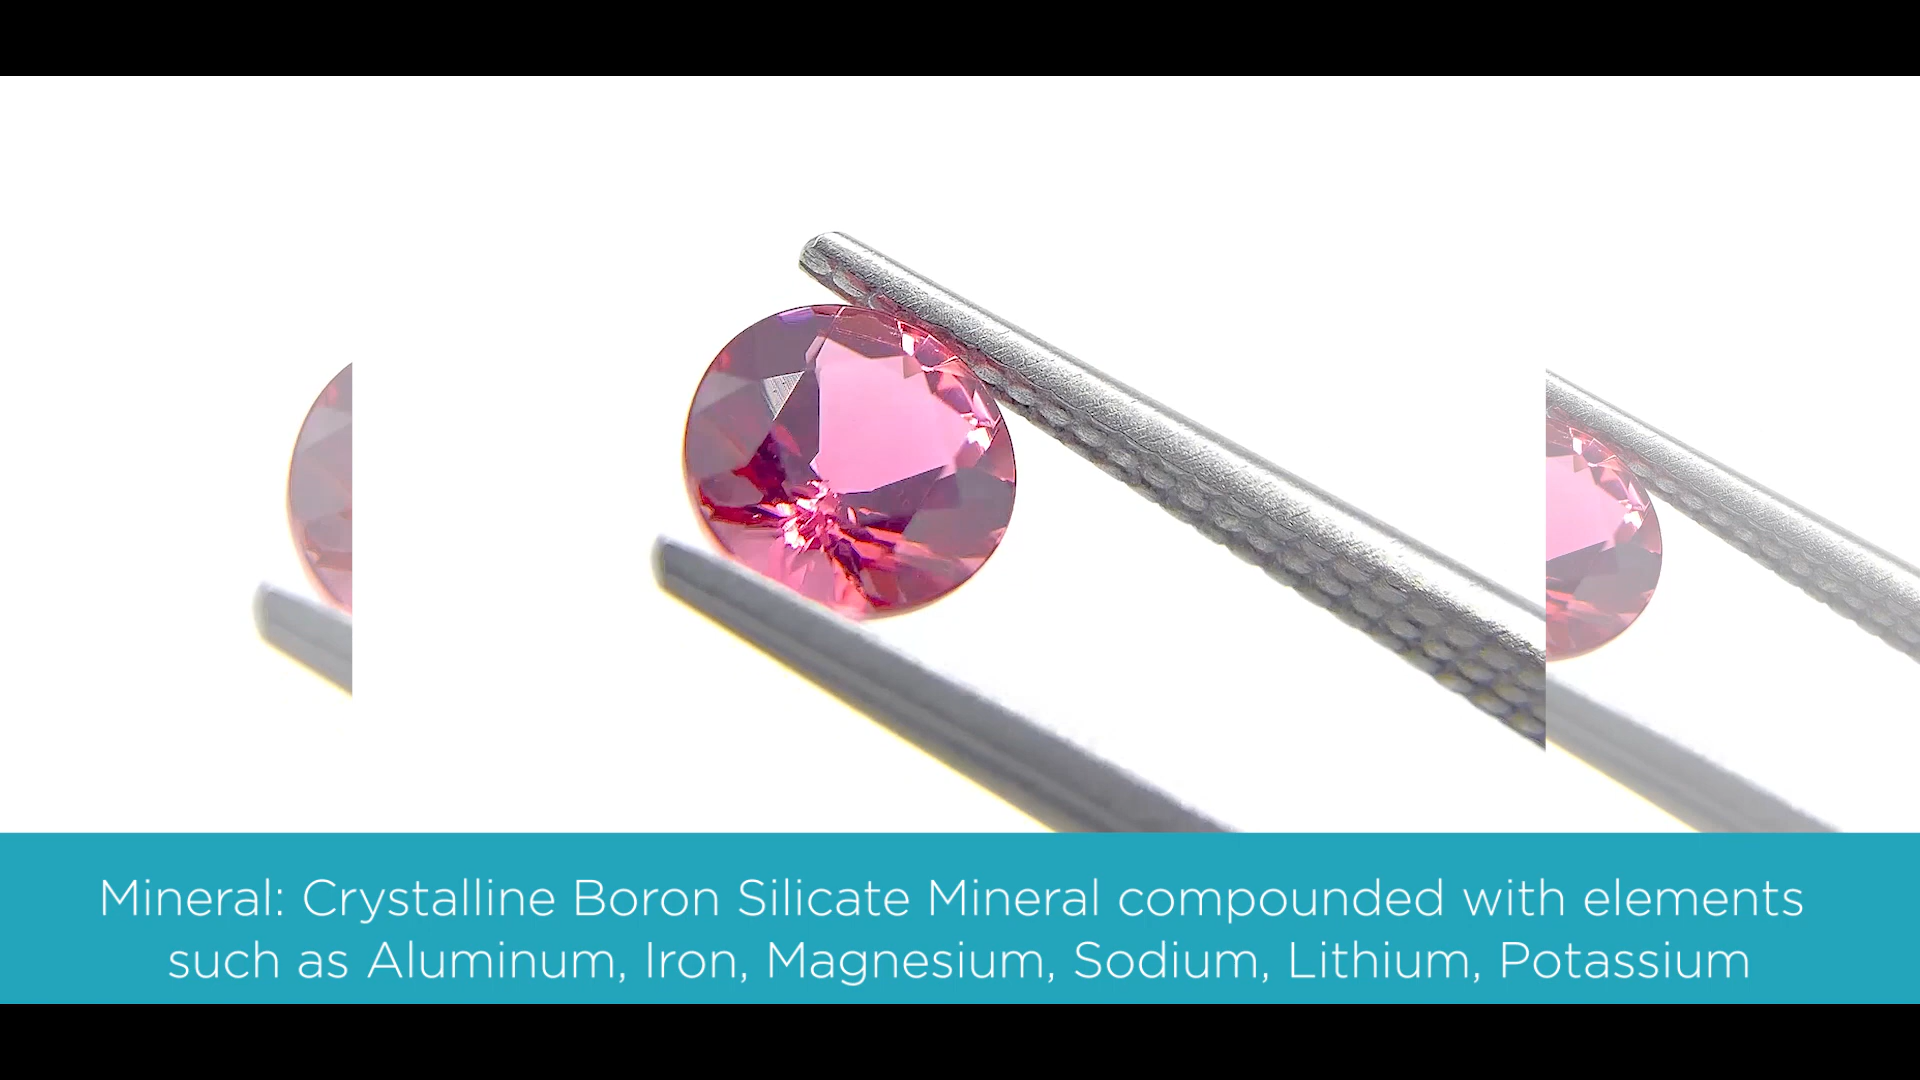 Mineral: Crystalline Boron Silicate Mineral compounded with elements
such as Aluminum, Iron, Magnesium, Sodium, Lithium, Potassium